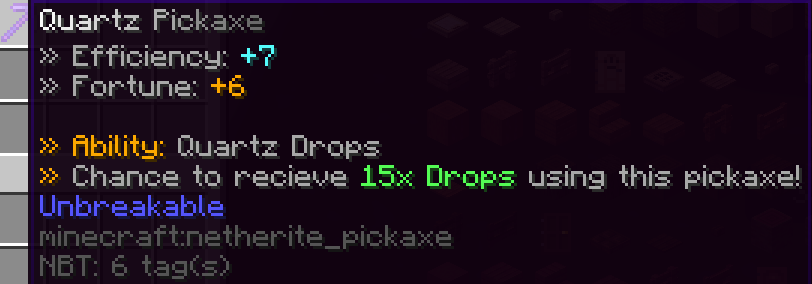 Quartz Pickaxe
» Efficiency: +7
» Fortune: +6
» Ability: Quartz Drops
» Chance to recieve 15x Drops using this pickaxe!
Unbreakable
minecraft:netherite_pickaxe
NBT: 6 tag(s)